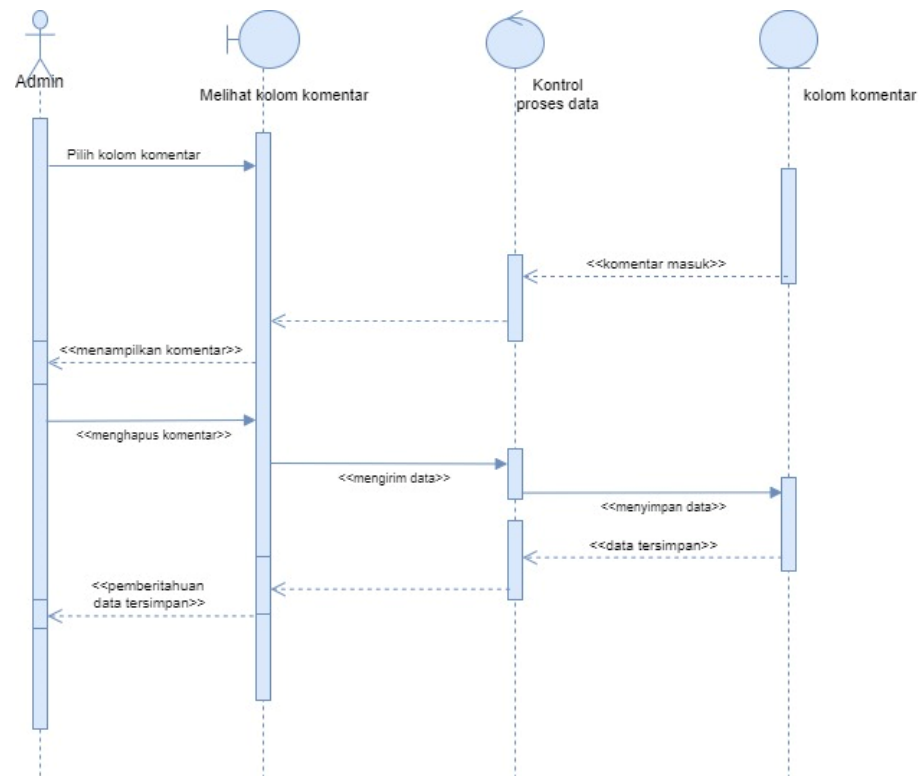 Admin
Melihat kolom komentar
Kontrol
proses data
kolom komentar
Pilih kolom komentar
<<komentar masuk>>
<<menampilkan komentar>>
<<menghapus komentar>>
<<mengirim data>>
<<menyimpan data>>
<<data tersimpan>>
<<pemberitahuan
data tersimpan>>